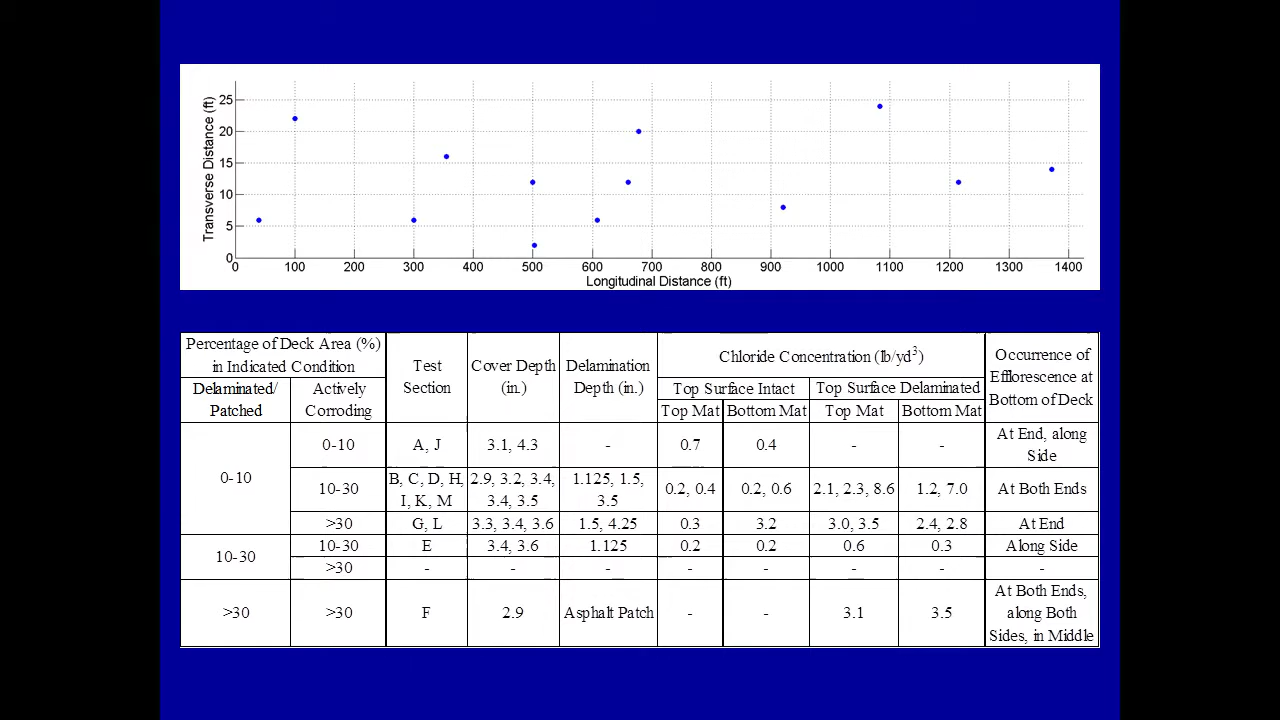 25
20
15
10
5
0
Transverse Distance (ft)
0 100 200 300 400 500 600 700 800 900 1000 1100 1200 1300 1400
Longitudinal Distance (ft)
Percentage of Deck Area (%)
in Indicated Condition
Delaminated/
Patched
Actively
Corroding
Test
Section
Cover Depth
(in.)
Delamination
Depth (in.)
Chloride Concentration (lb/yd³)
Top Surface Intact
Top Surface Delaminated
Top Mat
Bottom Mat
Top Mat
Bottom Mat
Occurrence of
Efflorescence at
Bottom of Deck
0-10
0-10
A, J
3.1, 4.3
-
0.7
0.4
-
-
At End, along
Side
10-30
B, C, D, H,
I, K, M
2.9, 3.2, 3.4,
3.4, 3.5
1.125, 1.5,
3.5
0.2, 0.4
0.2, 0.6
2.1, 2.3, 8.6
1.2, 7.0
At Both Ends
>30
G, L
3.3, 3.4, 3.6
1.5, 4.25
0.3
3.2
3.0, 3.5
2.4, 2.8
At End
10-30
10-30
E
3.4, 3.6
1.125
0.2
0.2
0.6
0.3
Along Side
>30
-
-
-
-
-
-
-
-
>30
>30
F
2.9
Asphalt Patch
-
-
3.1
3.5
At Both Ends,
along Both
Sides, in Middle